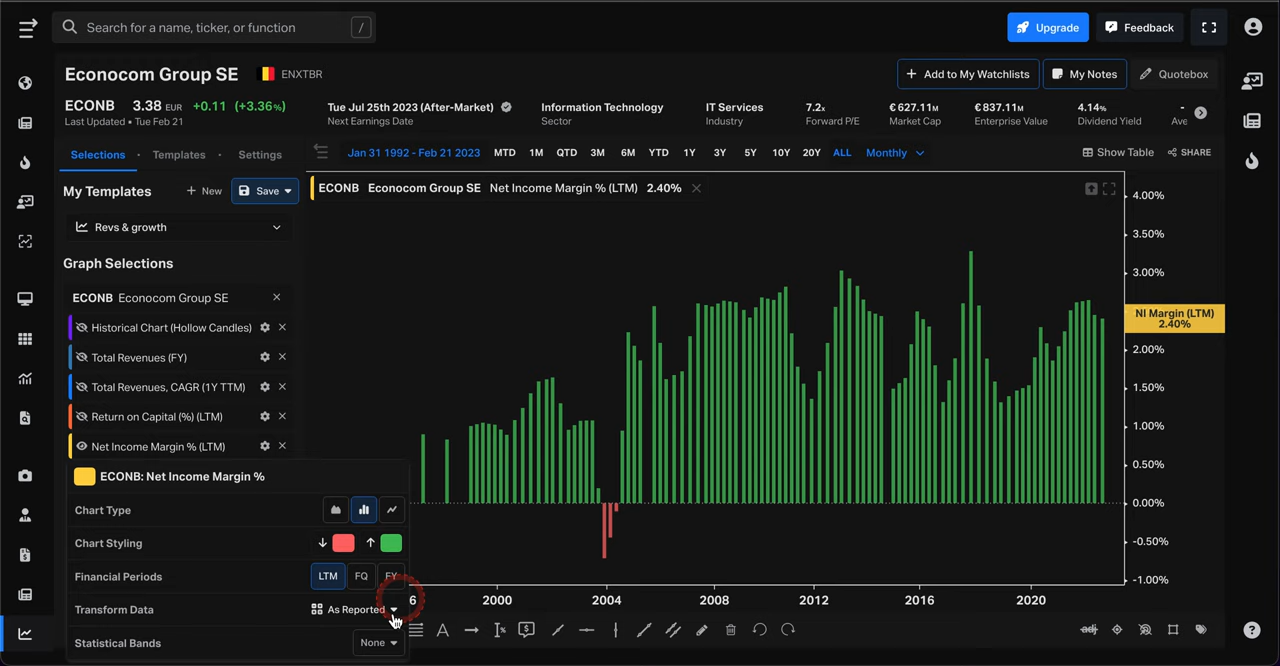 Search for a name, ticker, or function /
Upgrade
Feedback
Econocom Group SE ENXTBR
+ Add to My Watchlists
My Notes
Quotebox
ECONB 3.38 EUR +0.11 (+3.36%)
Last Updated • Tue Feb 21
Tue Jul 25th 2023 (After-Market)
Next Earnings Date
Information Technology
Sector
IT Services
Industry
7.2x
Forward P/E
€627.11M
Market Cap
€837.11M
Enterprise Value
4.14%
Dividend Yield
-
Ave
Selections • Templates • Settings
Jan 31 1992 - Feb 21 2023 MTD 1M QTD 3M 6M YTD 1Y 3Y 5Y 10Y 20Y ALL Monthly
Show Table
SHARE
My Templates + New Save
Revs & growth
Graph Selections
ECONB Econocom Group SE ×
Historical Chart (Hollow Candles)
Total Revenues (FY)
Total Revenues, CAGR (1Y TTM)
Return on Capital (%) (LTM)
Net Income Margin % (LTM)
ECONB: Net Income Margin %
Chart Type
Chart Styling
Financial Periods LTM FQ FY
Transform Data As Reported
Statistical Bands None
ECONB Econocom Group SE Net Income Margin % (LTM) 2.40% ×
4.00%
3.50%
3.00%
NI Margin (LTM)
2.40%
2.00%
1.50%
1.00%
0.50%
0.00%
-0.50%
-1.00%
6 2000 2004 2008 2012 2016 2020
A
$
adj
?